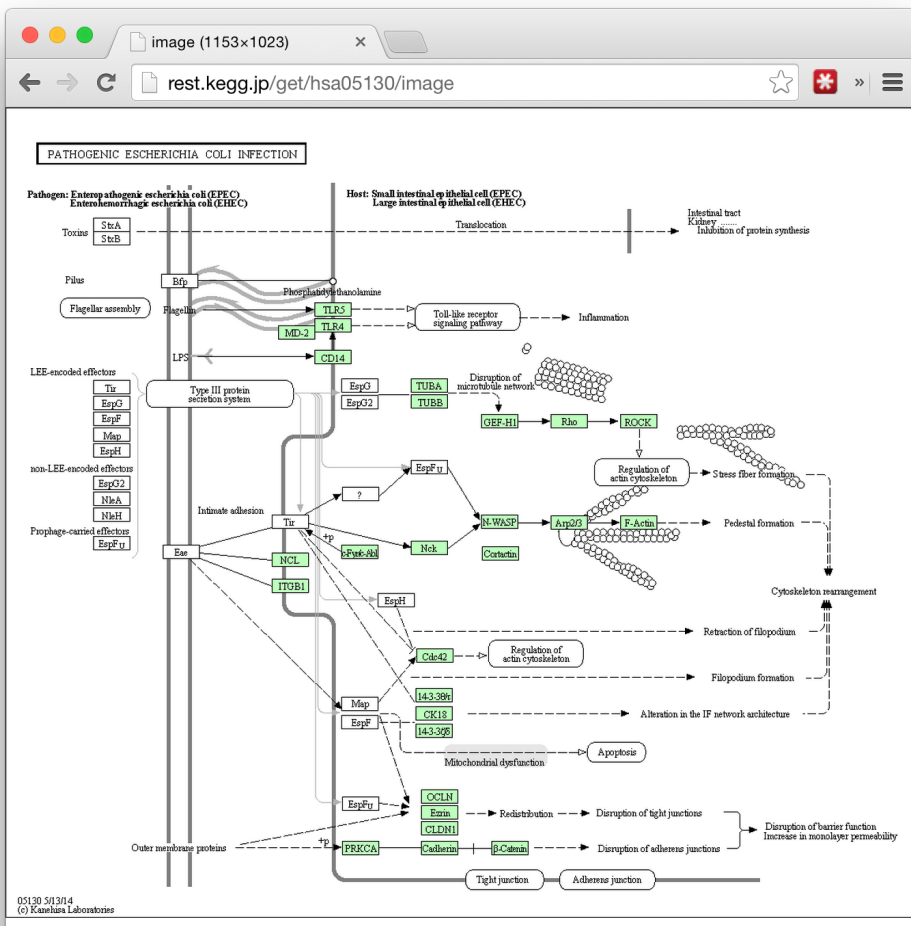 image (1153×1023)
rest.kegg.jp/get/hsa05130/image
PATHOGENIC ESCHERICHIA COLI INFECTION
Pathogen: Enteropathogenic escherichia coli (EPEC)
Enterohemorrhagic escherichia coli (EHEC)
Host: Small intestinal epithelial cell (EPEC)
Large intestinal epithelial cell (EHEC)
Toxins
StxA
StxB
Translocation
Intestinal tract
Kidney .......
Inhibition of protein synthesis
Pilus
Bfp
Phosphatidylethanolamine
Flagellar assembly
Flagellin
TLR5
TLR4
MD-2
Toll-like receptor
signaling pathway
Inflammation
LPS
CD14
LEE-encoded effectors
Tir
EspG
EspF
Map
EspH
non-LEE-encoded effectors
EspG2
NleA
NleH
Prophage-carried effectors
EspFU
Type III protein
secretion system
EspG
EspG2
TUBA
TUBB
Disruption of
microtubule network
GEF-H1
Rho
ROCK
Regulation of
actin cytoskeleton
Stress fiber formation
EspFU
?
Intimate adhesion
Tir
+p
c-Fyn/c-Abl
Nck
N-WASP
Cortactin
Arp2/3
F-Actin
Pedestal formation
Eae
NCL
ITGB1
Cytoskeleton rearrangement
EspH
Retraction of filopodium
Cdc42
Regulation of
actin cytoskeleton
Filopodium formation
Map
EspF
14-3-3θ/τ
CK18
14-3-3ζ/δ
Alteration in the IF network architecture
Mitochondrial dysfunction
Apoptosis
EspFU
OCLN
Ezrin
CLDN1
Redistribution
Disruption of tight junctions
Disruption of barrier function
Increase in monolayer permeability
Outer membrane proteins
+p
PRKCA
Cadherin
β-Catenin
Disruption of adherens junctions
Tight junction
Adherens junction
05130 5/13/14
(c) Kanehisa Laboratories